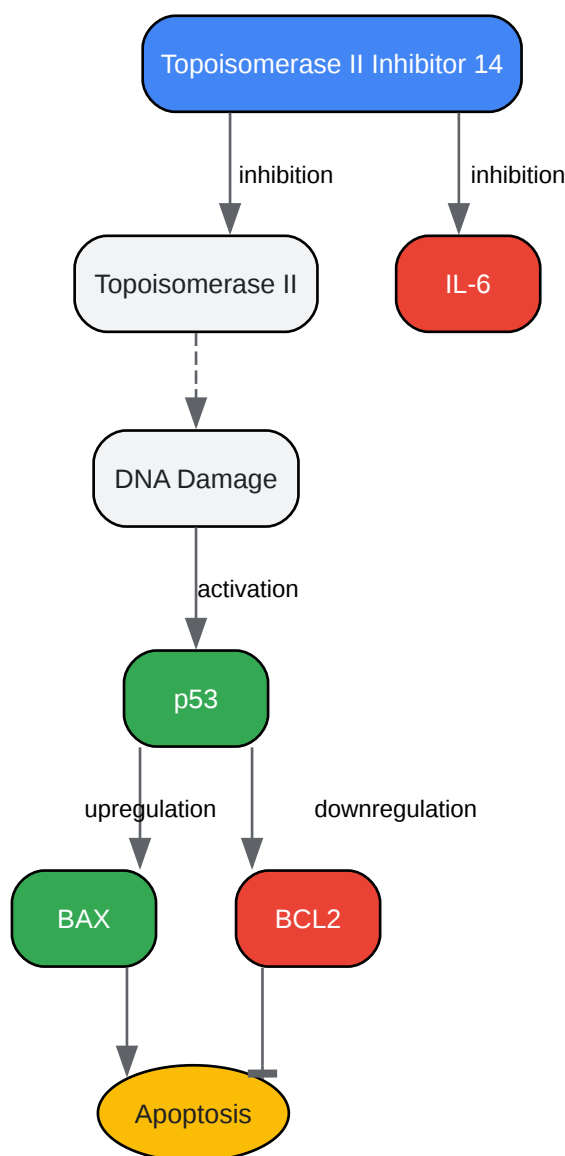 Topoisomerase II Inhibitor 14
inhibition
inhibition
Topoisomerase II
IL-6
DNA Damage
activation
p53
upregulation
downregulation
BAX
BCL2
Apoptosis